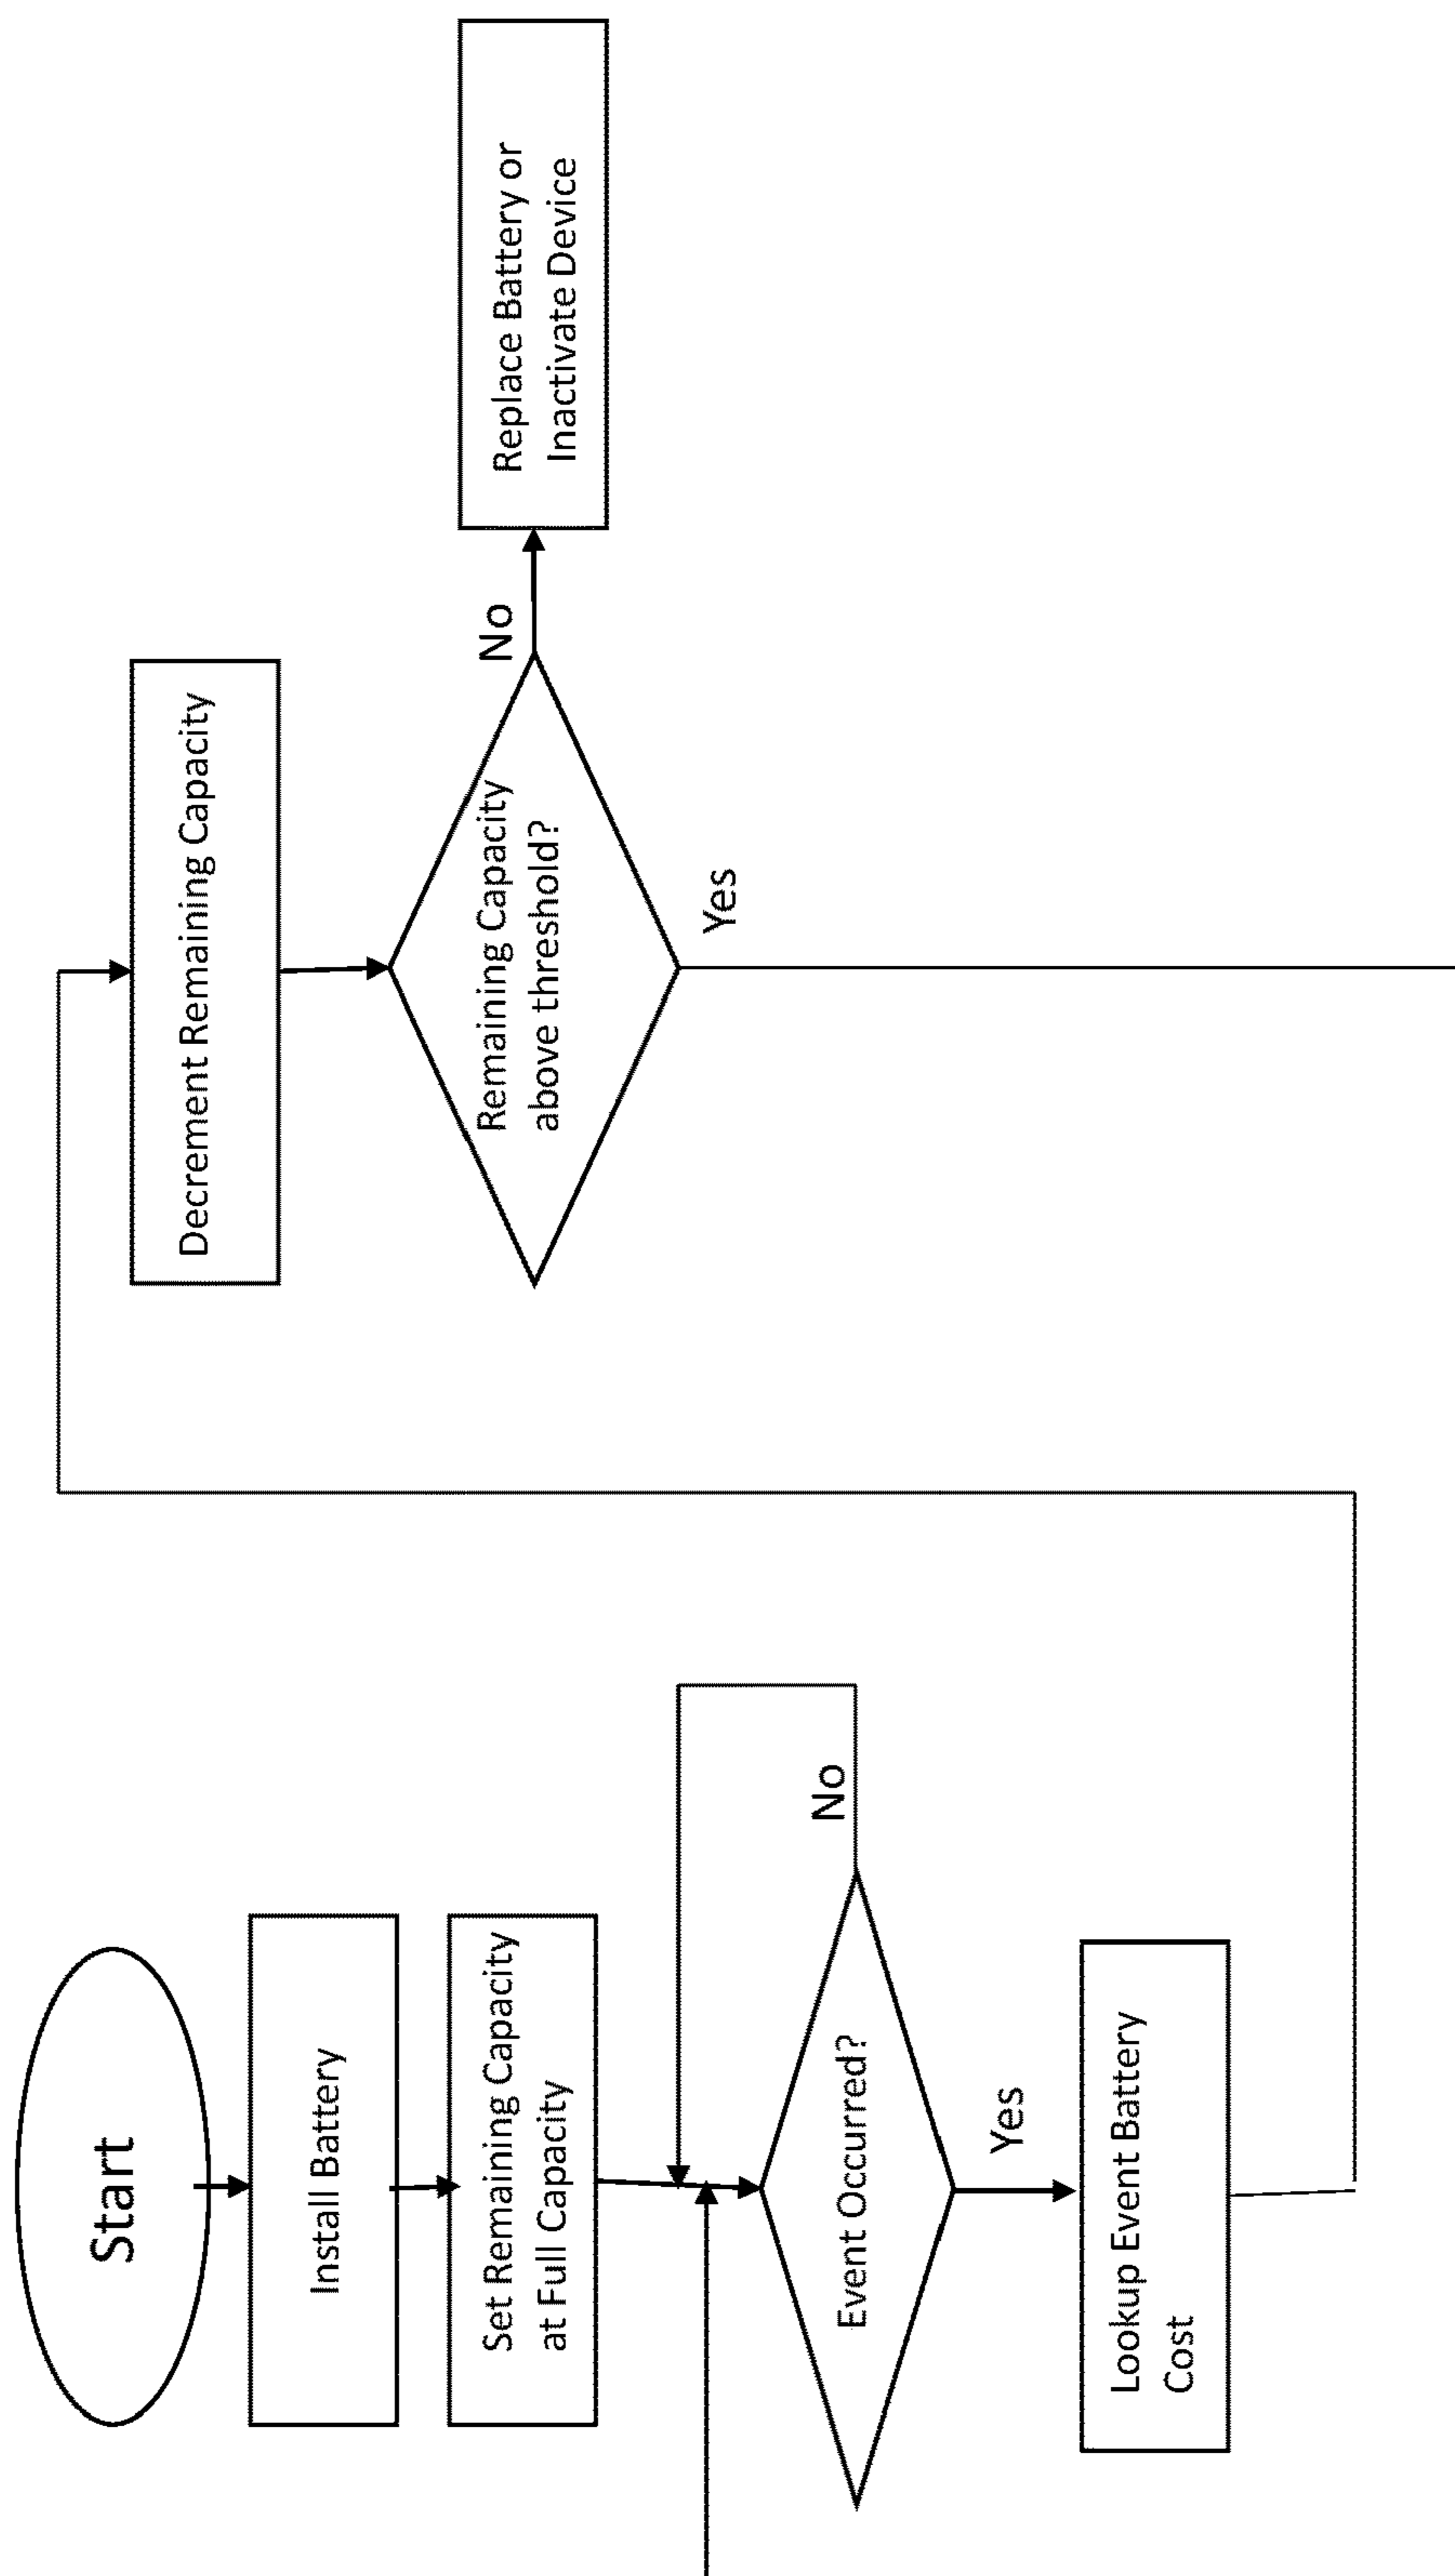 Start
Install Battery
Set Remaining Capacity
at Full Capacity
Event Occurred?
No
Yes
Lookup Event Battery
Cost
Decrement Remaining Capacity
Remaining Capacity
above threshold?
No
Yes
Replace Battery or
Inactivate Device